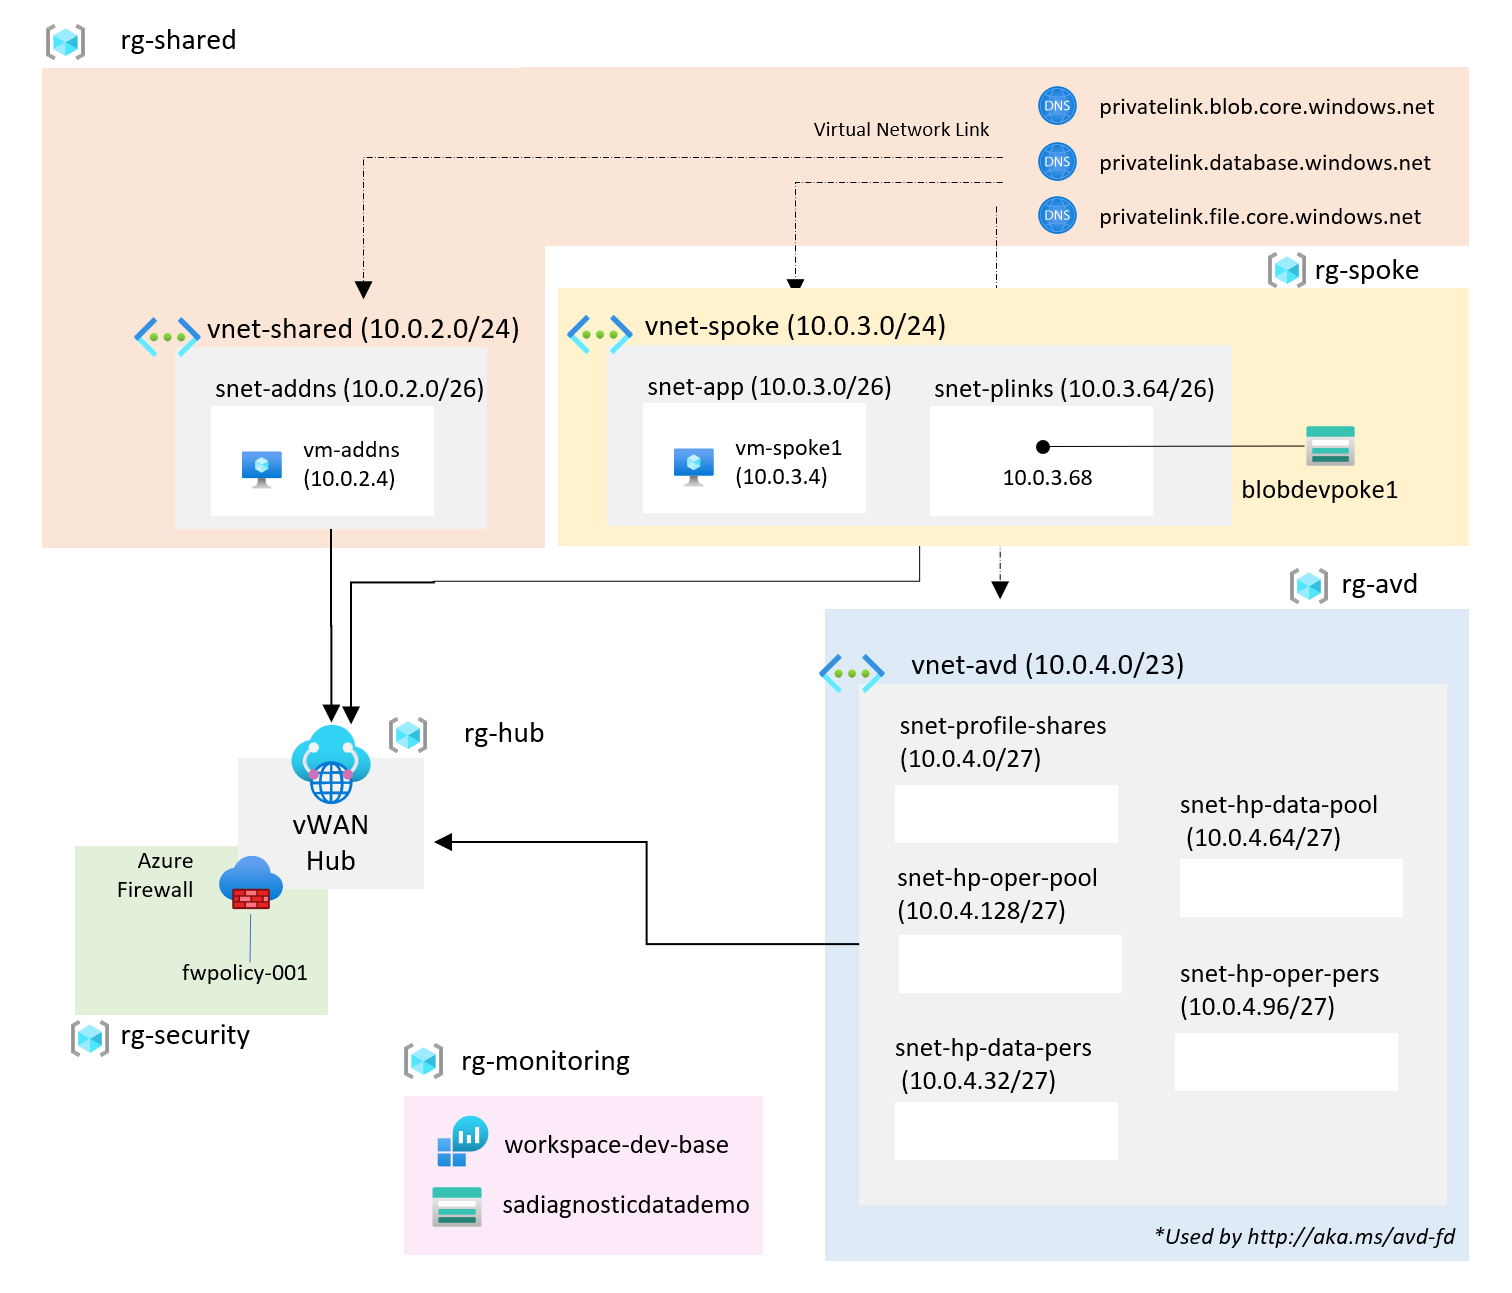 rg-shared
privatelink.blob.core.windows.net
Virtual Network Link
privatelink.database.windows.net
privatelink.file.core.windows.net
DNS
DNS
DNS
rg-spoke
vnet-shared (10.0.2.0/24)
snet-addns (10.0.2.0/26)
vm-addns
(10.0.2.4)
vnet-spoke (10.0.3.0/24)
snet-app (10.0.3.0/26)
vm-spoke1
(10.0.3.4)
snet-plinks (10.0.3.64/26)
10.0.3.68
blobdevpoke1
rg-avd
vnet-avd (10.0.4.0/23)
snet-profile-shares
(10.0.4.0/27)
snet-hp-data-pool
(10.0.4.64/27)
snet-hp-oper-pool
(10.0.4.128/27)
snet-hp-oper-pers
(10.0.4.96/27)
snet-hp-data-pers
(10.0.4.32/27)
*Used by http://aka.ms/avd-fd
rg-hub
vWAN
Hub
Azure
Firewall
fwpolicy-001
rg-security
rg-monitoring
workspace-dev-base
sadiagnosticdatademo